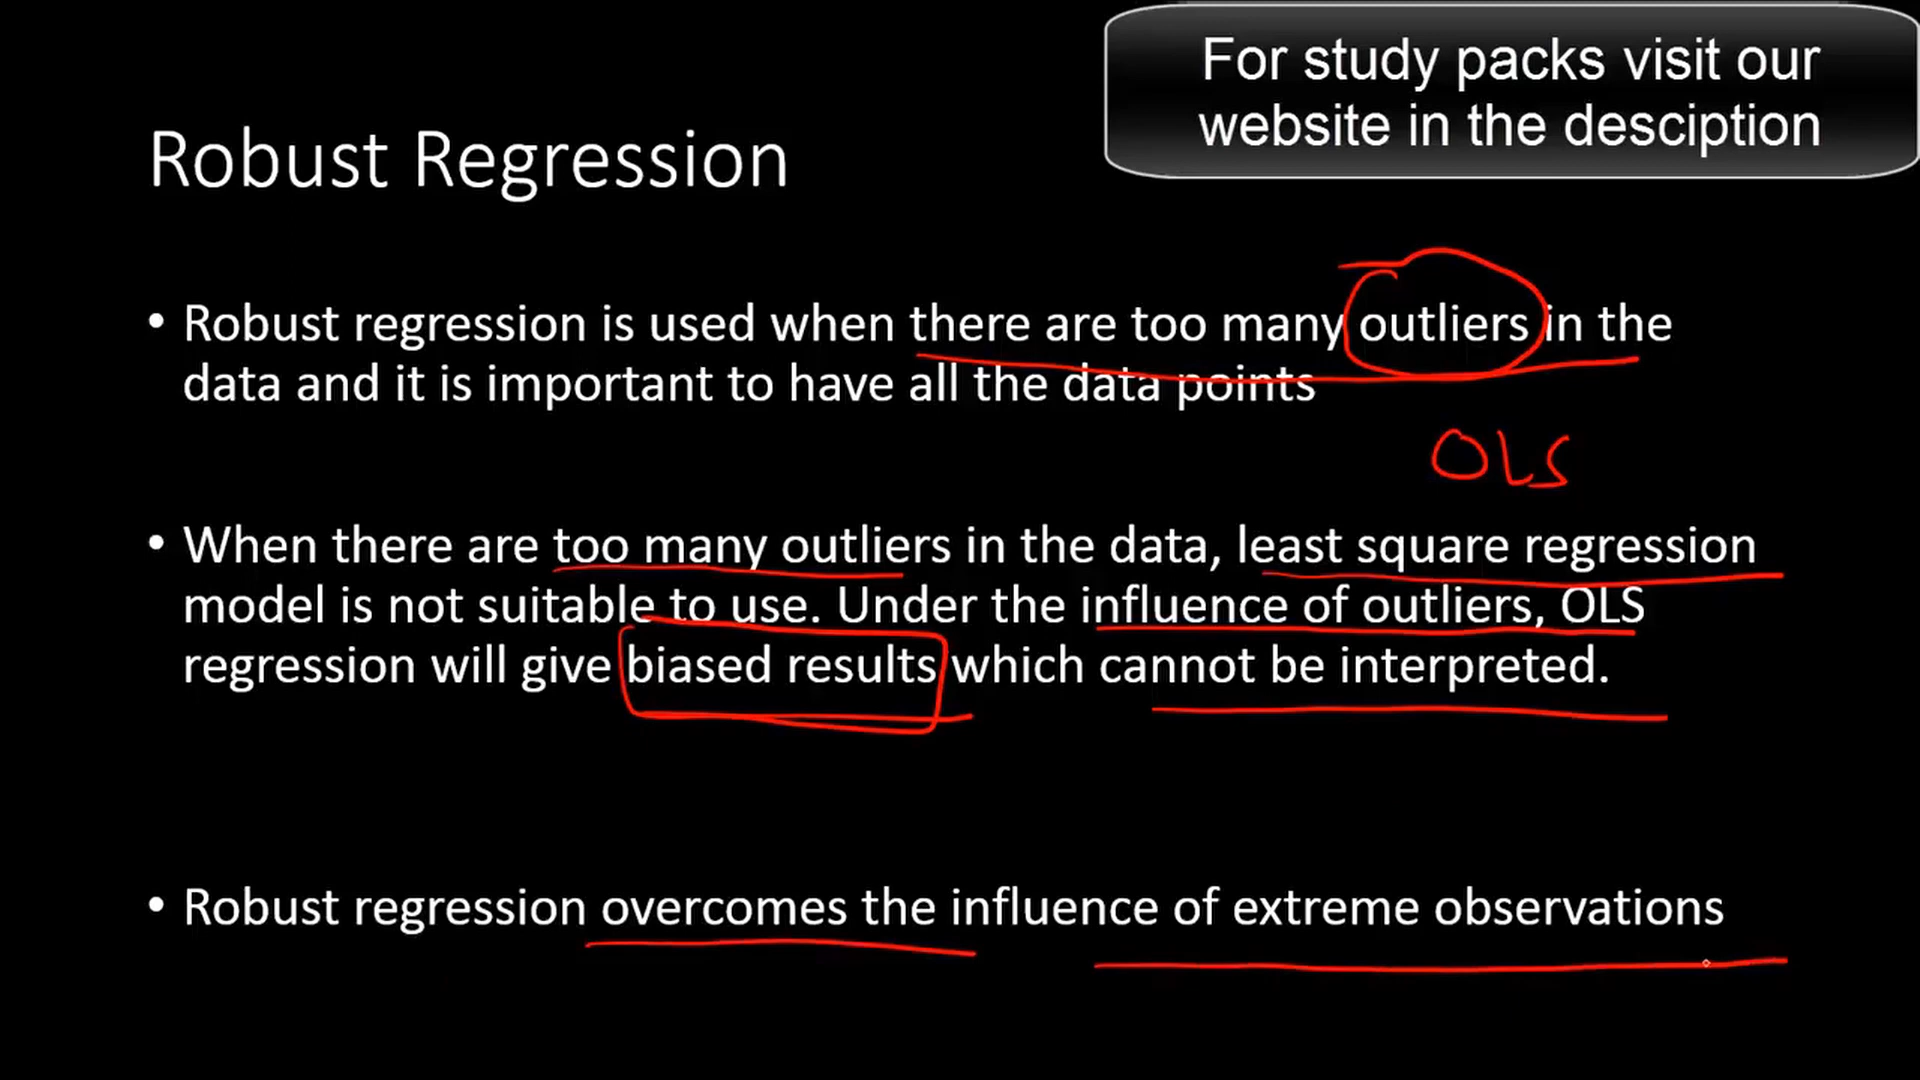 For study packs visit our
website in the desciption
Robust Regression
• Robust regression is used when there are too many outliers in the
data and it is important to have all the data points
OLS
• When there are too many outliers in the data, least square regression
model is not suitable to use. Under the influence of outliers, OLS
regression will give biased results which cannot be interpreted.
• Robust regression overcomes the influence of extreme observations